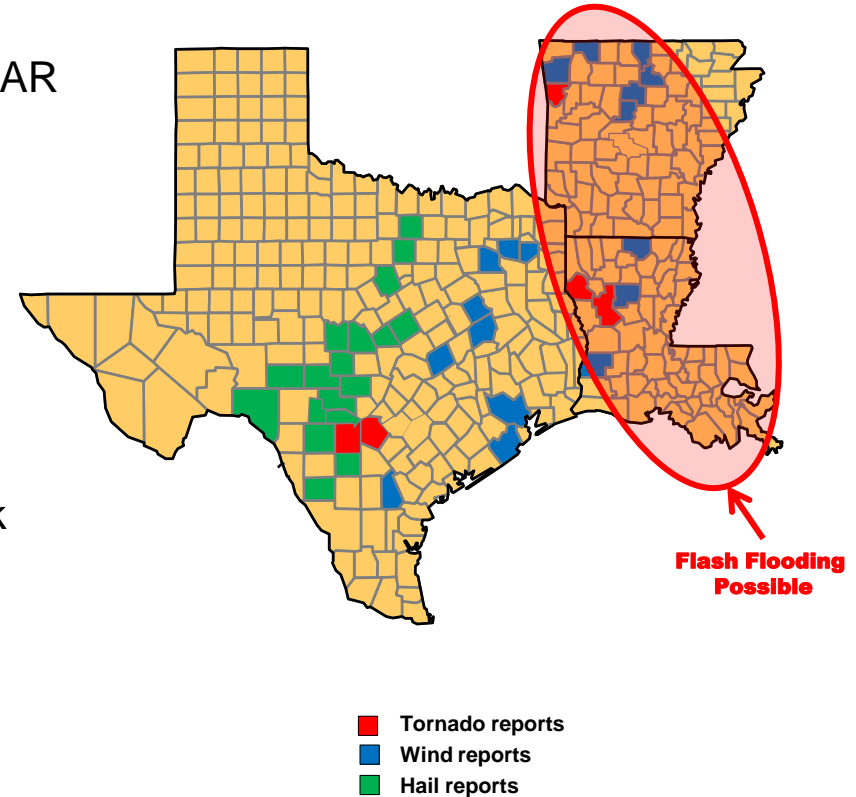 AR
Flash Flooding
Possible
Tornado reports
Wind reports
Hail reports